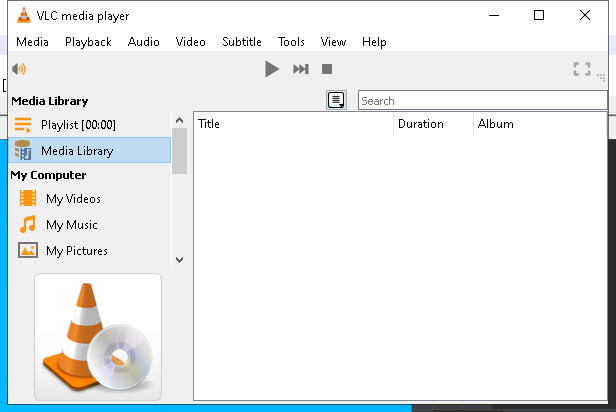 VLC media player
Media Playback Audio Video Subtitle Tools View Help
Media Library
Search
Playlist [00:00]
Title Duration Album
Media Library
My Computer
My Videos
My Music
My Pictures